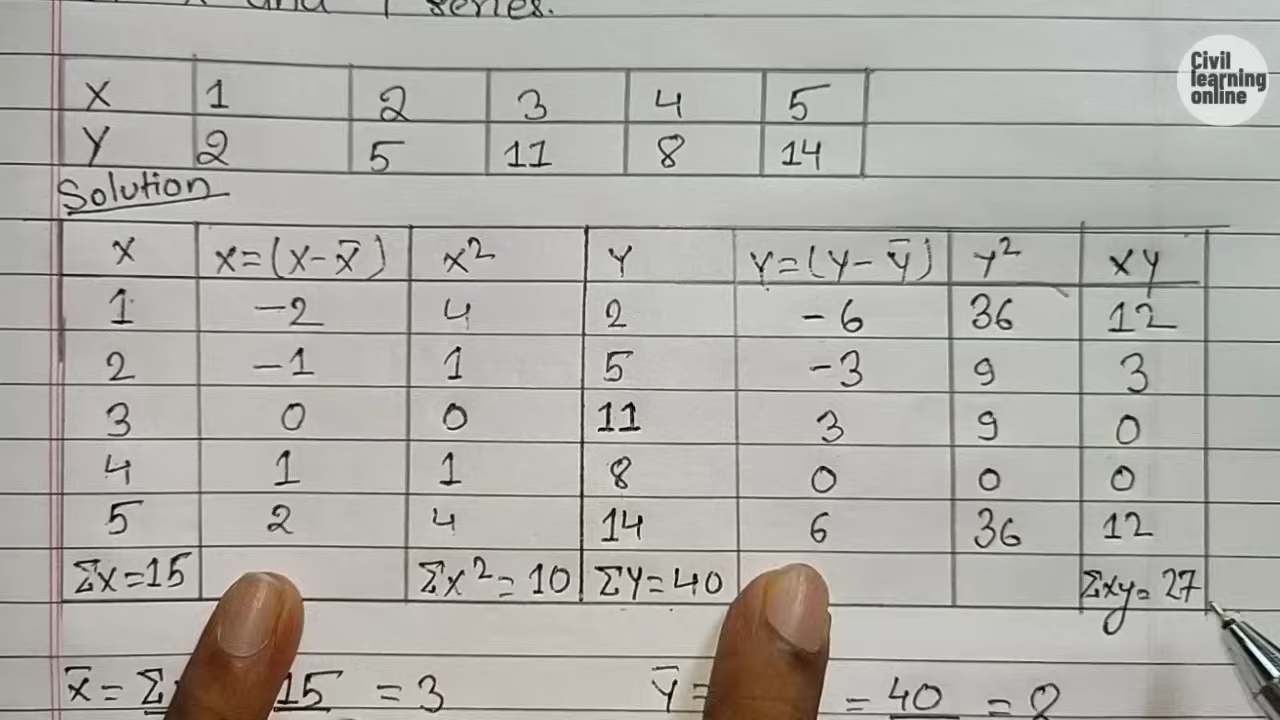 X and Y series.
Civil
learning
online
X 1 2 3 4 5
Y 2 5 11 8 14
Solution
X x=(X-X̄) x² Y y=(Y-Ȳ) y² xy
1 -2 4 2 -6 36 12
2 -1 1 5 -3 9 3
3 0 0 11 3 9 0
4 1 1 8 0 0 0
5 2 4 14 6 36 12
ΣX=15 Σx²=10 ΣY=40 Σxy=27
X̄ = Σ 15 = 3 Ȳ = = 40 = 8